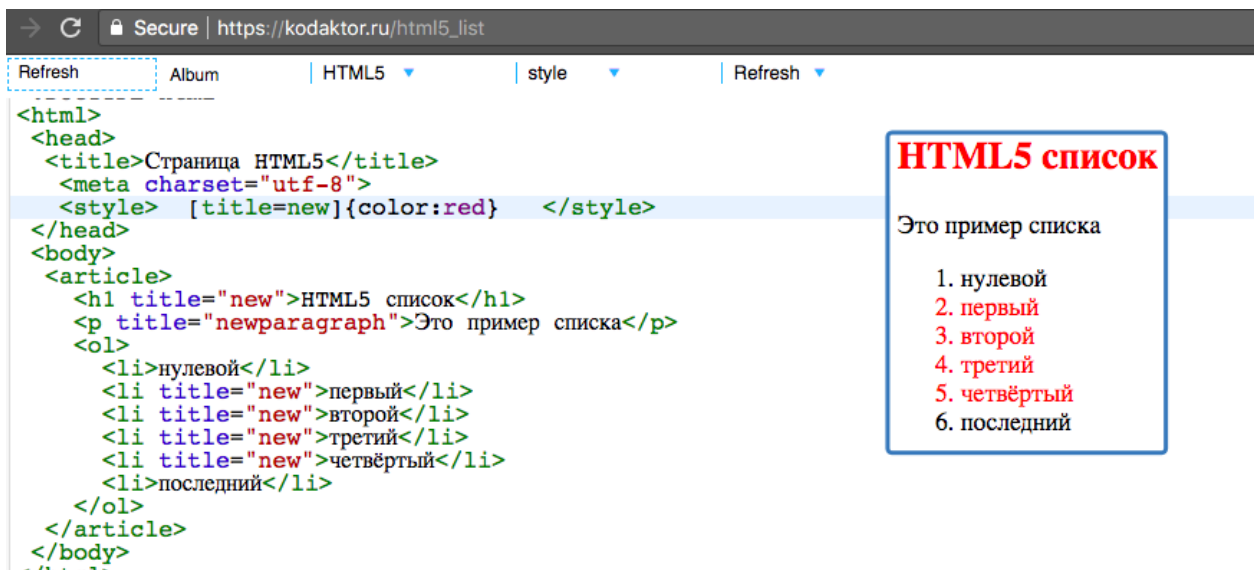 Secure | https://kodaktor.ru/html5_list
Refresh Album HTML5 style Refresh
<html>
<head>
<title>Страница HTML5</title>
<meta charset="utf-8">
<style> [title=new]{color:red} </style>
</head>
<body>
<article>
<h1 title="new">HTML5 список</h1>
<p title="newparagraph">Это пример списка</p>
<ol>
<li>нулевой</li>
<li title="new">первый</li>
<li title="new">второй</li>
<li title="new">третий</li>
<li title="new">четвёртый</li>
<li>последний</li>
</ol>
</article>
</body>
HTML5 список
Это пример списка
1. нулевой
2. первый
3. второй
4. третий
5. четвёртый
6. последний